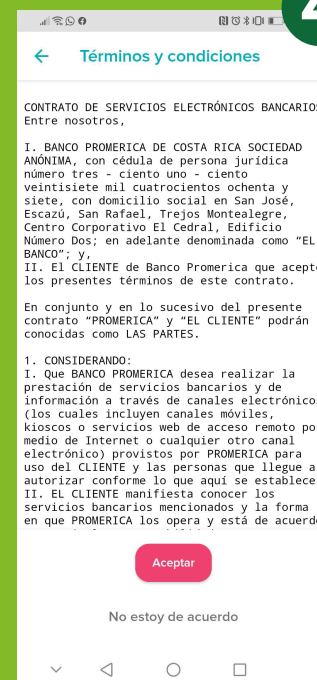 Términos y condiciones
CONTRATO DE SERVICIOS ELECTRÓNICOS BANCARIOS
Entre nosotros,
I. BANCO PROMERICA DE COSTA RICA SOCIEDAD
ANÓNIMA, con cédula de persona jurídica
número tres - ciento uno - ciento
veintisiete mil cuatrocientos ochenta y
siete, con domicilio social en San José,
Escazú, San Rafael, Trejos Montealegre,
Centro Corporativo El Cedral, Edificio
Número Dos; en adelante denominada como “EL
BANCO”; y,
II. El CLIENTE de Banco Promerica que acepte
los presentes términos de este contrato.
En conjunto y en lo sucesivo del presente
contrato “PROMERICA” y “EL CLIENTE” podrán
conocidas como LAS PARTES.
1. CONSIDERANDO:
I. Que BANCO PROMERICA desea realizar la
prestación de servicios bancarios y de
información a través de canales electrónicos
(los cuales incluyen canales móviles,
kioscos o servicios web de acceso remoto po
medio de Internet o cualquier otro canal
electrónico) provistos por PROMERICA para
uso del CLIENTE y las personas que llegue a
autorizar conforme lo que aquí se establece
II. EL CLIENTE manifiesta conocer los
servicios bancarios mencionados y la forma
en que PROMERICA los opera y está de acuerdo
Aceptar
No estoy de acuerdo